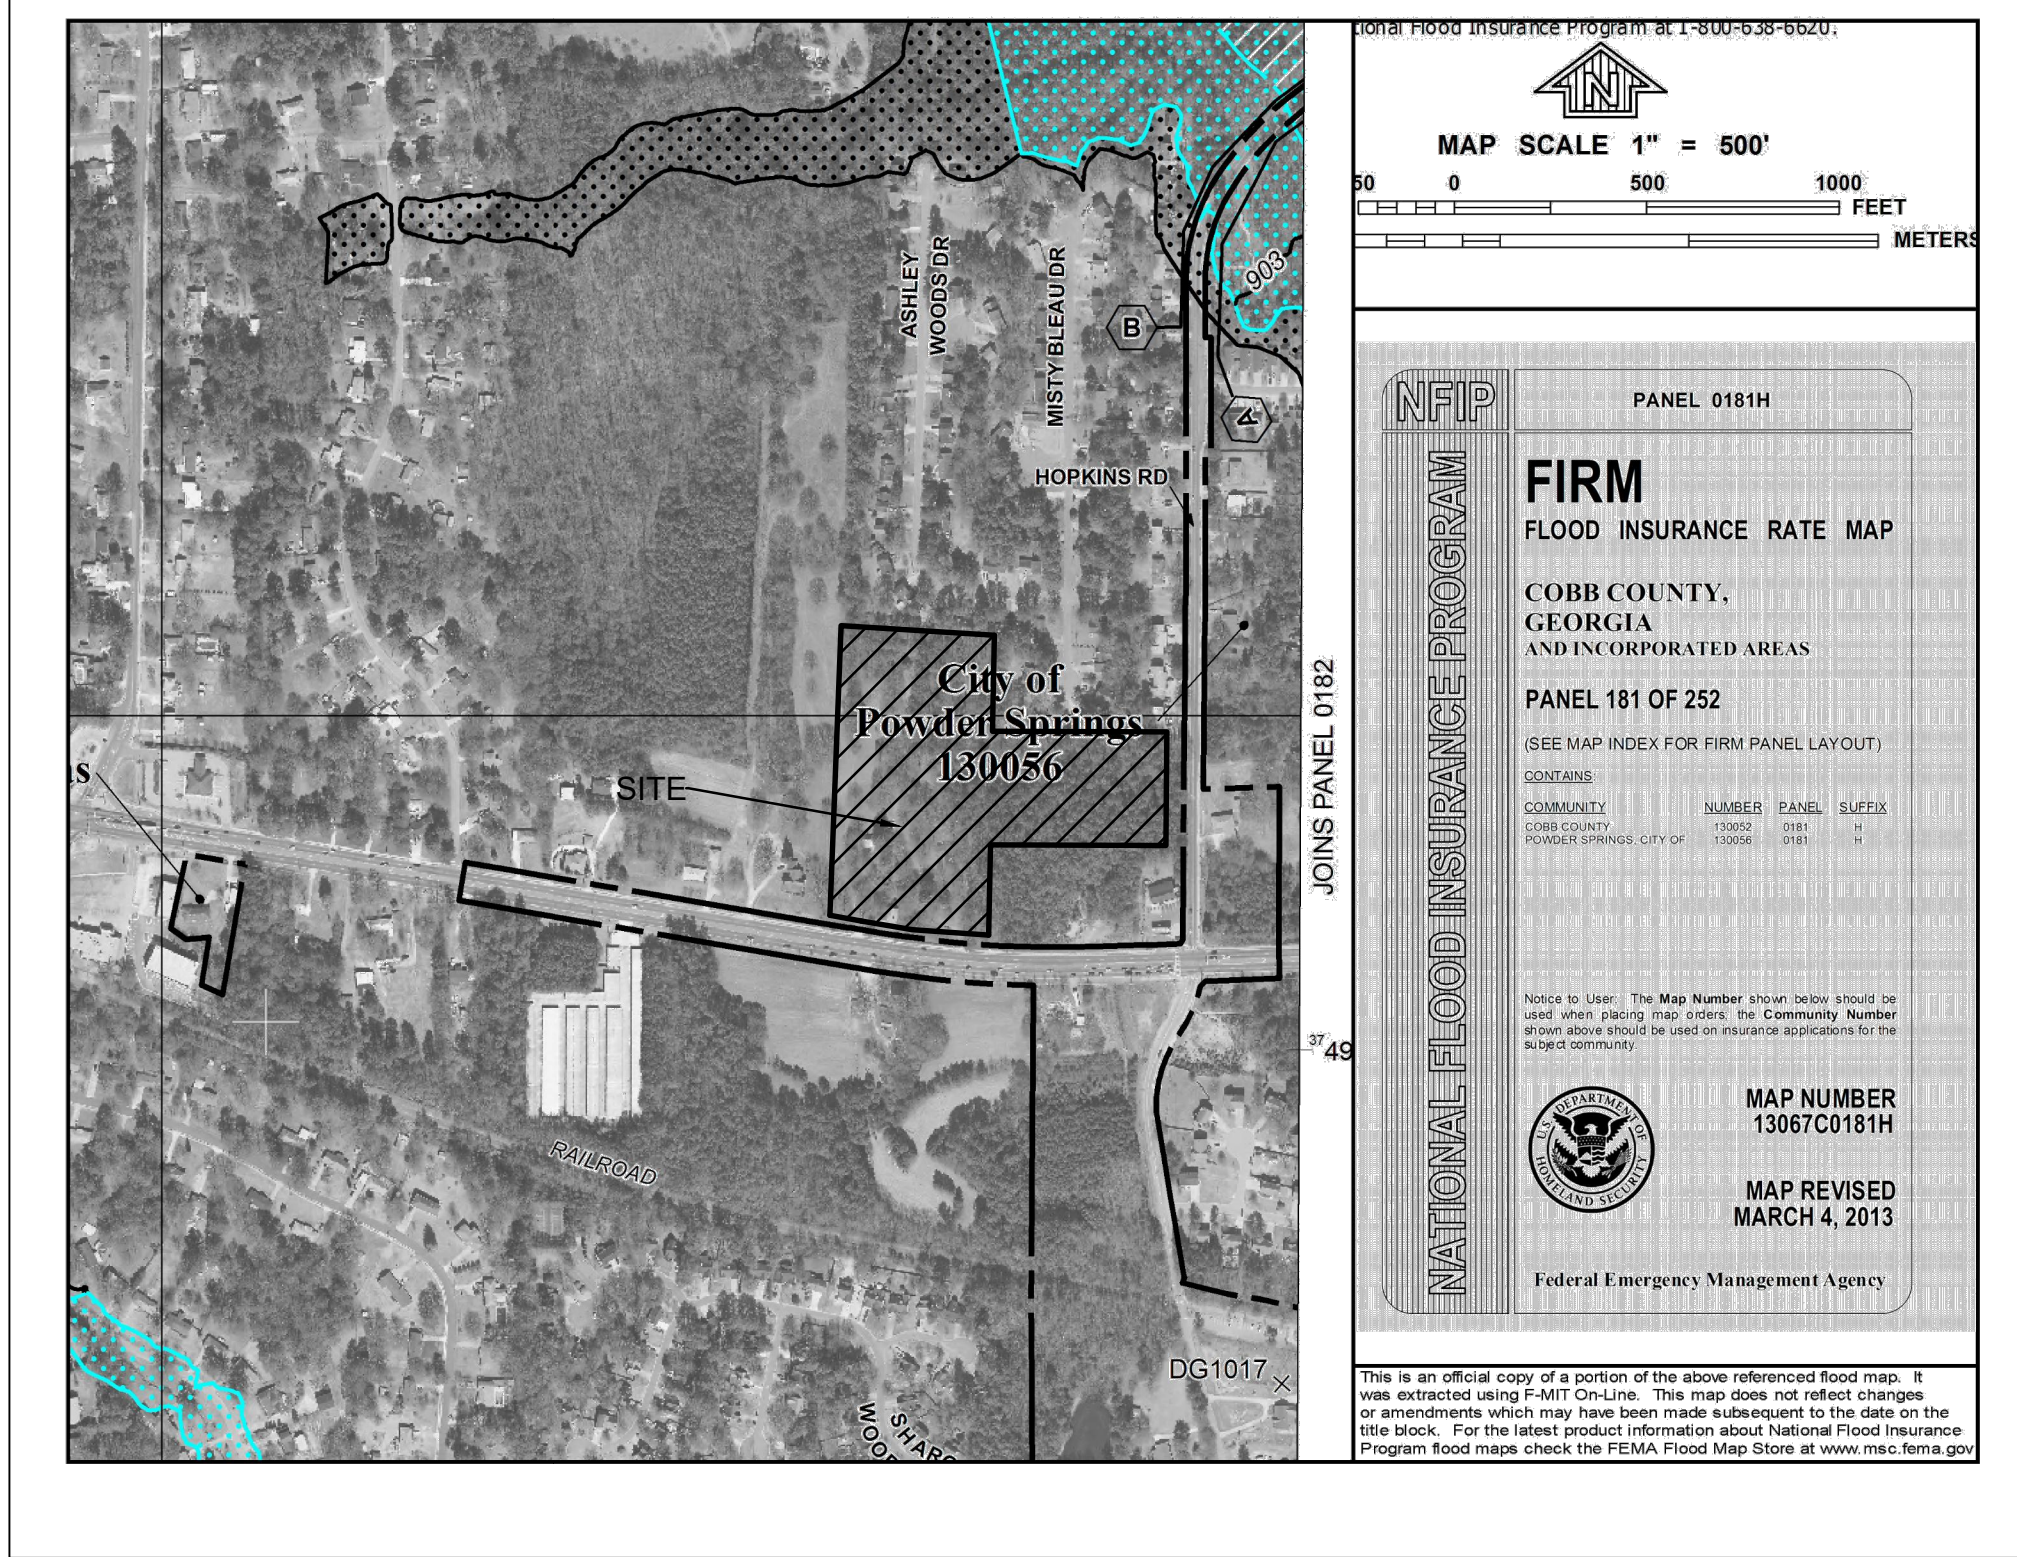 tional Flood Insurance Program at 1-800-638-6620.
N
MAP SCALE 1" = 500'
50 0 500 1000
FEET
METERS
ASHLEY
WOODS DR
MISTY BLEAU DR
B
A
903
HOPKINS RD
City of
Powder Springs
130056
SITE
JOINS PANEL 0182
3749
RAILROAD
DG1017
NFIP
PANEL 0181H
NATIONAL FLOOD INSURANCE PROGRAM
FIRM
FLOOD INSURANCE RATE MAP
COBB COUNTY,
GEORGIA
AND INCORPORATED AREAS
PANEL 181 OF 252
(SEE MAP INDEX FOR FIRM PANEL LAYOUT)
CONTAINS:
COMMUNITY NUMBER PANEL SUFFIX
COBB COUNTY 130052 0181 H
POWDER SPRINGS, CITY OF 130056 0181 H
Notice to User: The Map Number shown below should be
used when placing map orders; the Community Number
shown above should be used on insurance applications for the
subject community.
U.S. DEPARTMENT OF HOMELAND SECURITY
MAP NUMBER
13067C0181H
MAP REVISED
MARCH 4, 2013
Federal Emergency Management Agency
This is an official copy of a portion of the above referenced flood map. It
was extracted using F-MIT On-Line. This map does not reflect changes
or amendments which may have been made subsequent to the date on the
title block. For the latest product information about National Flood Insurance
Program flood maps check the FEMA Flood Map Store at www.msc.fema.gov